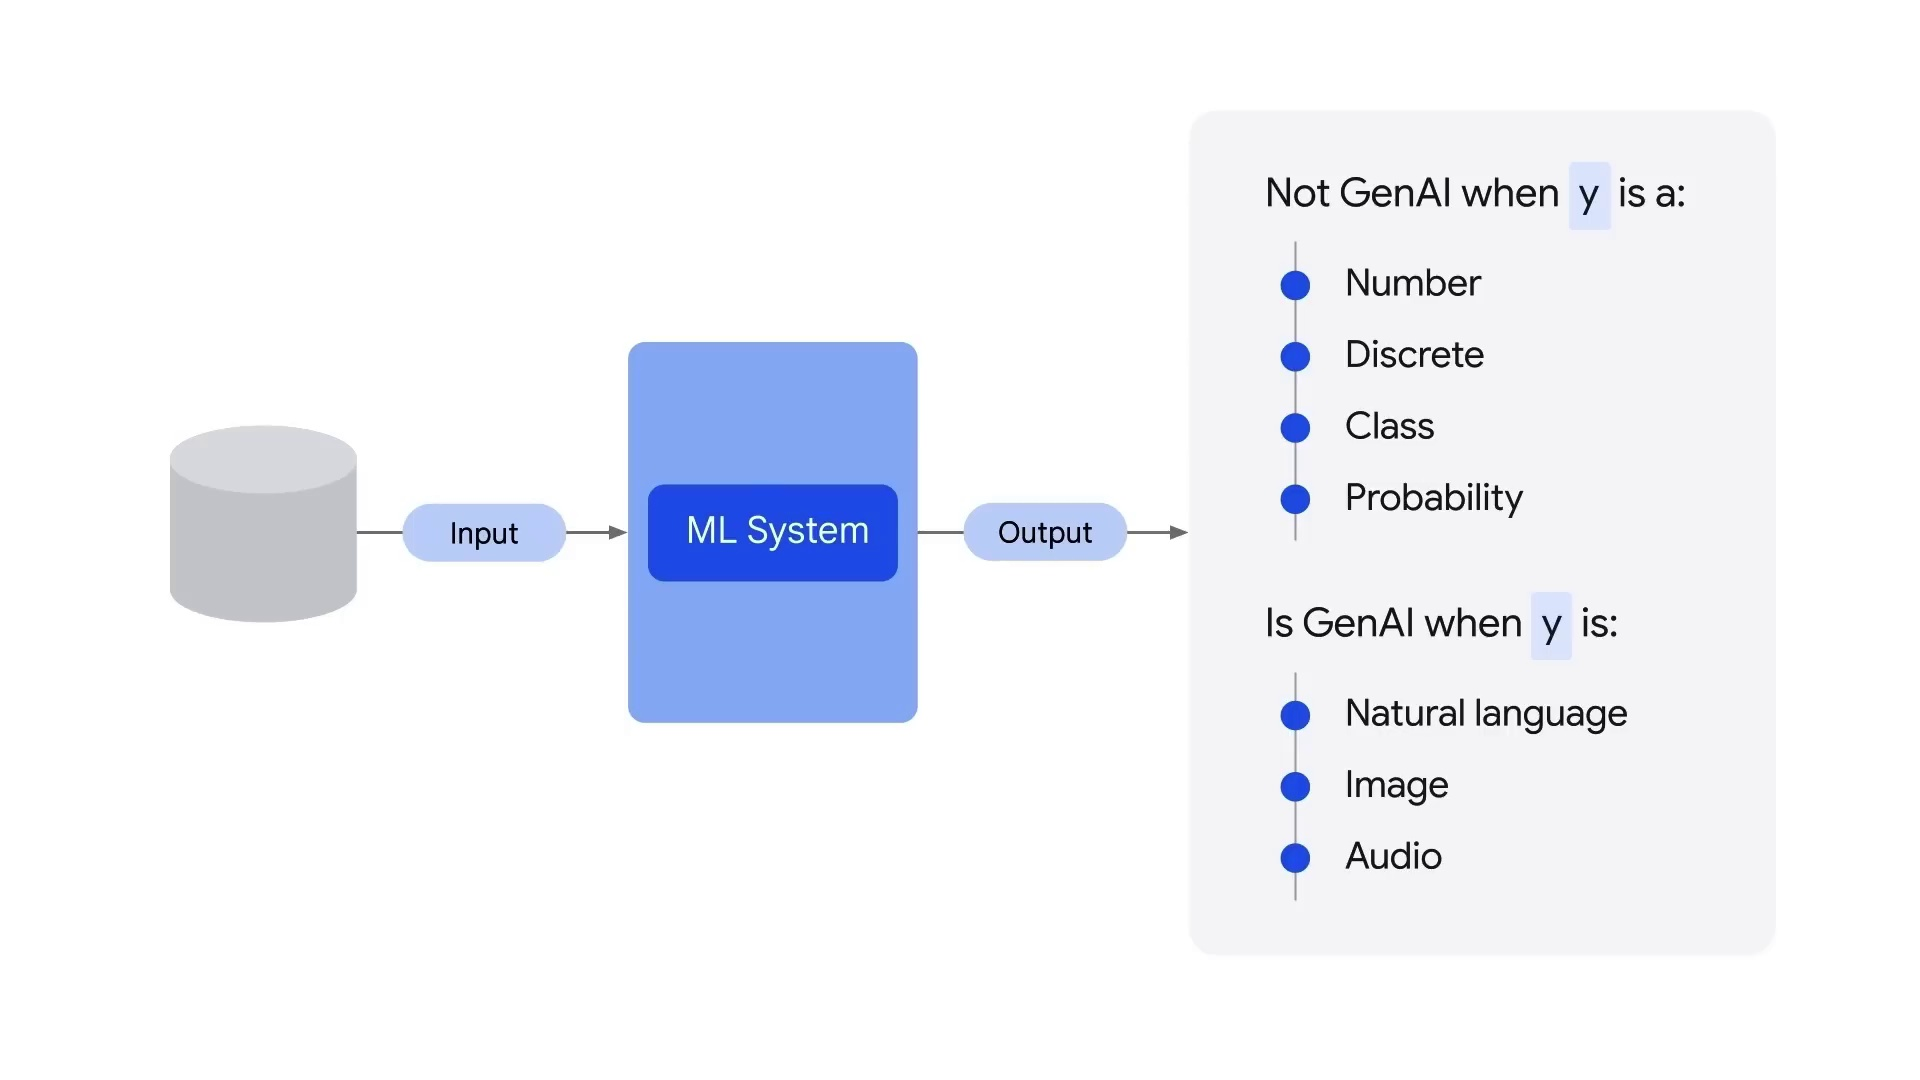 Input
ML System
Output
Not GenAI when y is a:
Number
Discrete
Class
Probability
Is GenAI when y is:
Natural language
Image
Audio